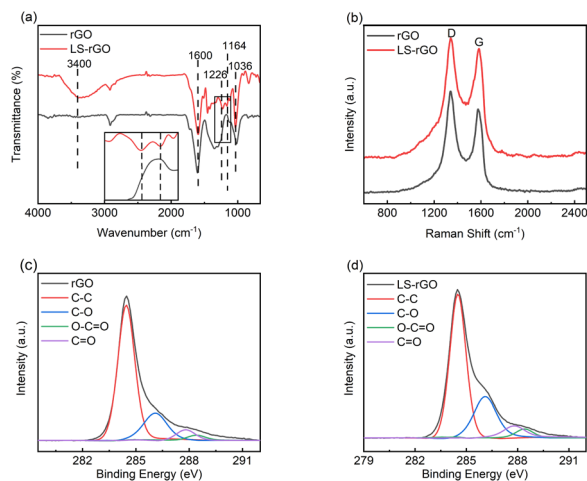 (a)
rGO
LS-rGO
3400
1600
1226
1164
1036
Transmittance (%)
4000 3000 2000 1000
Wavenumber (cm⁻¹)
(b)
rGO
LS-rGO
D
G
Intensity (a.u.)
800 1200 1600 2000 2400
Raman Shift (cm⁻¹)
(c)
rGO
C-C
C-O
O-C=O
C=O
Intensity (a.u.)
282 285 288 291
Binding Energy (eV)
(d)
LS-rGO
C-C
C-O
O-C=O
C=O
Intensity (a.u.)
279 282 285 288 291
Binding Energy (eV)